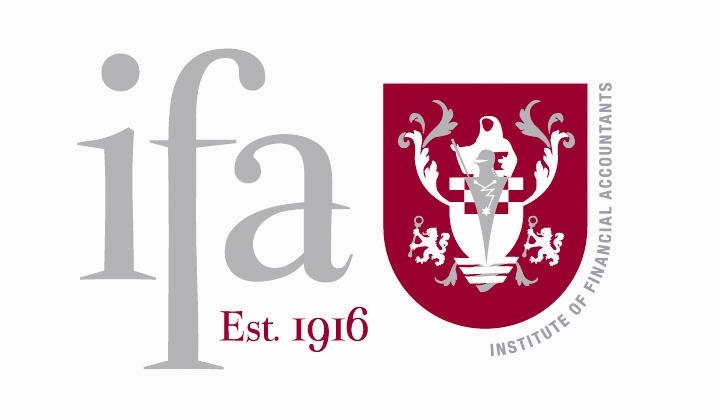 ifa
Est. 1916
INSTITUTE OF FINANCIAL ACCOUNTANTS